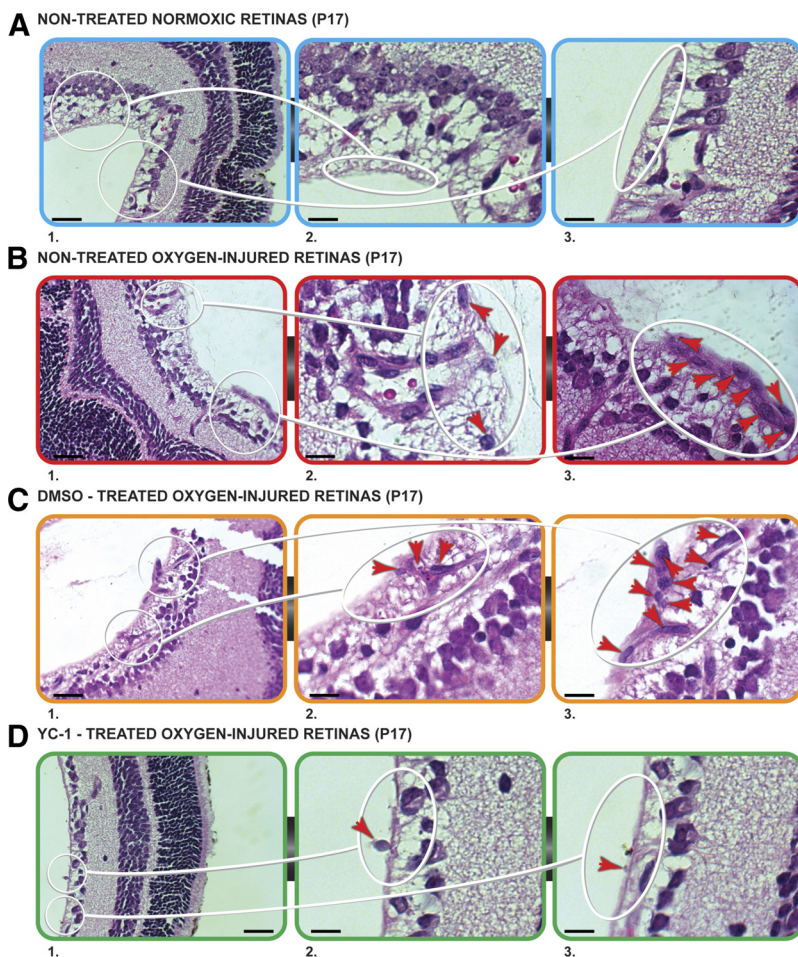 A NON-TREATED NORMOXIC RETINAS (P17)
1. 2. 3.
B NON-TREATED OXYGEN-INJURED RETINAS (P17)
1. 2. 3.
C DMSO - TREATED OXYGEN-INJURED RETINAS (P17)
1. 2. 3.
D YC-1 - TREATED OXYGEN-INJURED RETINAS (P17)
1. 2. 3.